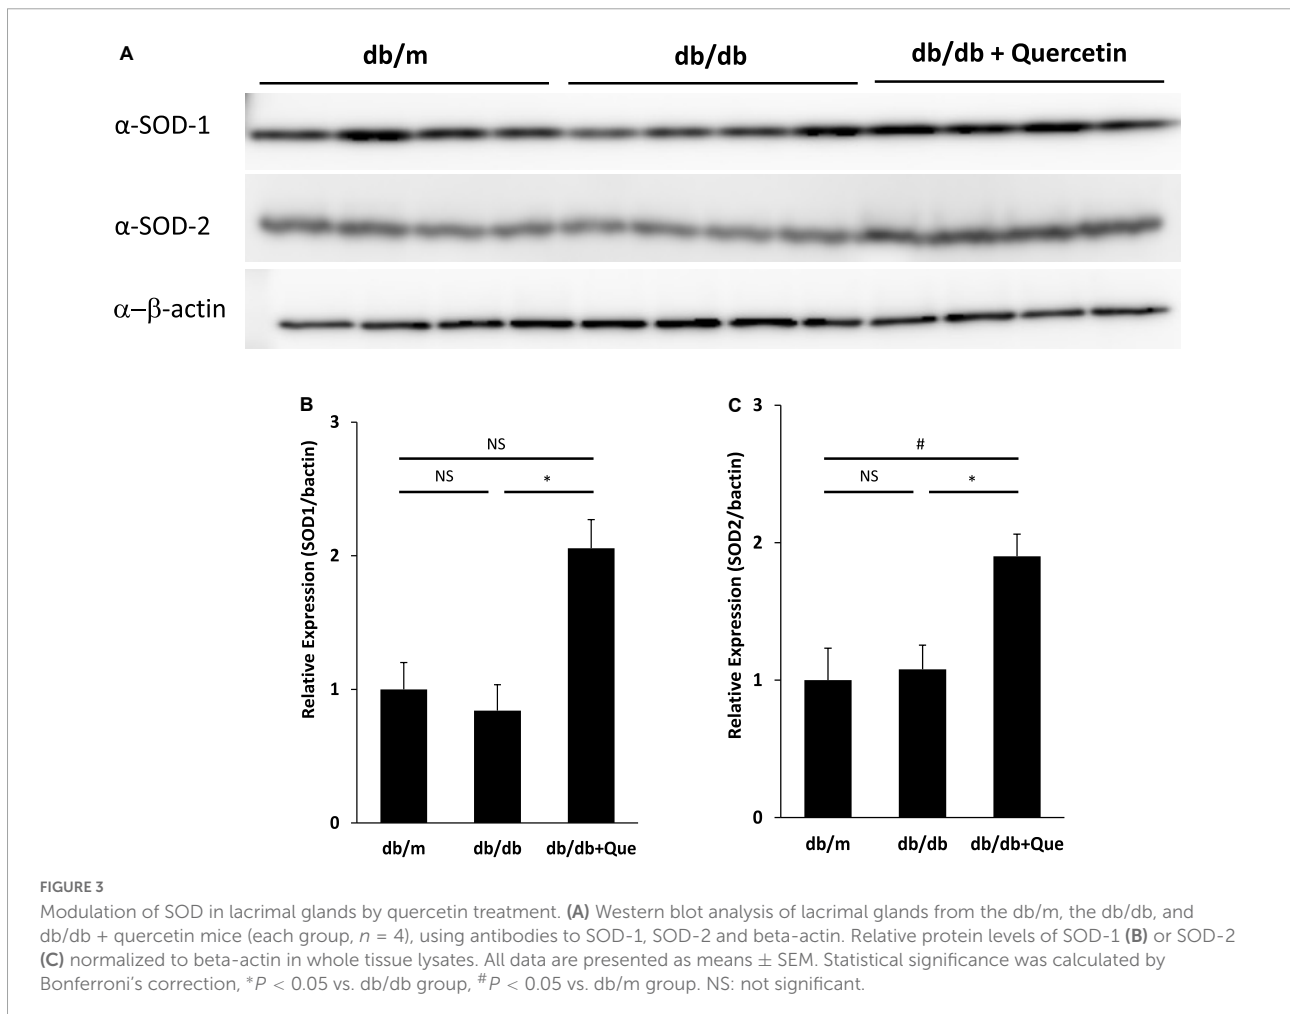 A
db/m
db/db
db/db + Quercetin
α-SOD-1
α-SOD-2
α–β-actin
B
Relative Expression (SOD1/bactin)
3
2
1
0
NS
NS
*
db/m
db/db
db/db+Que
C
Relative Expression (SOD2/bactin)
3
2
1
0
#
NS
*
db/m
db/db
db/db+Que
FIGURE 3
Modulation of SOD in lacrimal glands by quercetin treatment. (A) Western blot analysis of lacrimal glands from the db/m, the db/db, and
db/db + quercetin mice (each group, n = 4), using antibodies to SOD-1, SOD-2 and beta-actin. Relative protein levels of SOD-1 (B) or SOD-2
(C) normalized to beta-actin in whole tissue lysates. All data are presented as means ± SEM. Statistical significance was calculated by
Bonferroni's correction, *P < 0.05 vs. db/db group, #P < 0.05 vs. db/m group. NS: not significant.